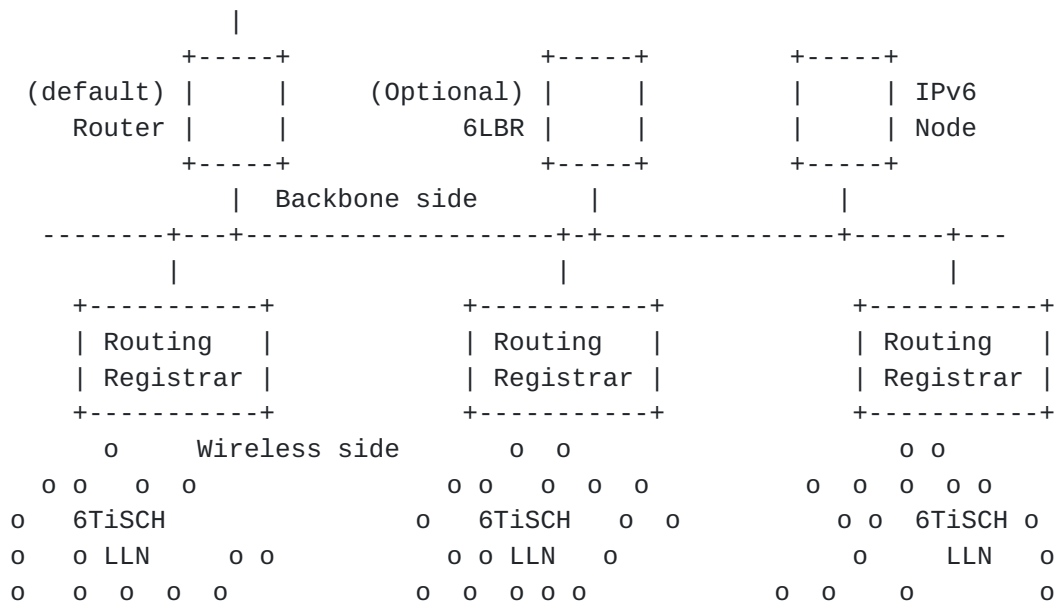 (default) (Optional) IPv6
Router 6LBR Node
Backbone side
Routing Routing Routing
Registrar Registrar Registrar
o Wireless side o o o o
o o o o o o o o o o o o o o
o 6TiSCH o 6TiSCH o o o o 6TiSCH o
o o LLN o o o o LLN o o LLN o
o o o o o o o o o o o o o o